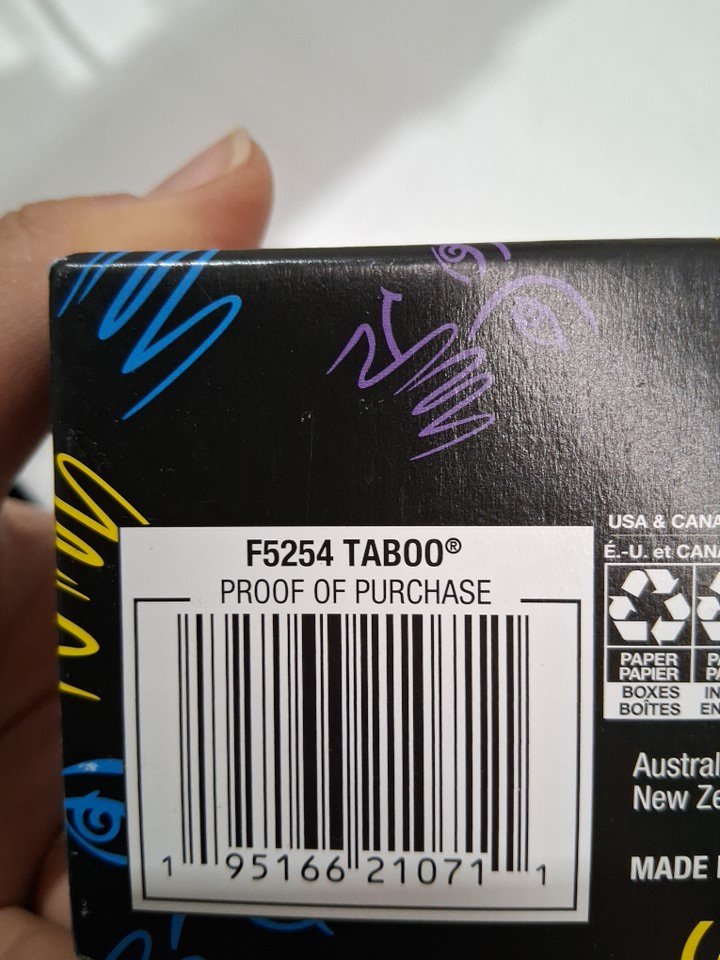 F5254 TABOO®
PROOF OF PURCHASE
1 95166 21071 1
USA & CANA
É.-U. et CANA
PAPER
PAPIER
BOXES
BOÎTES
Austral
New Ze
MADE